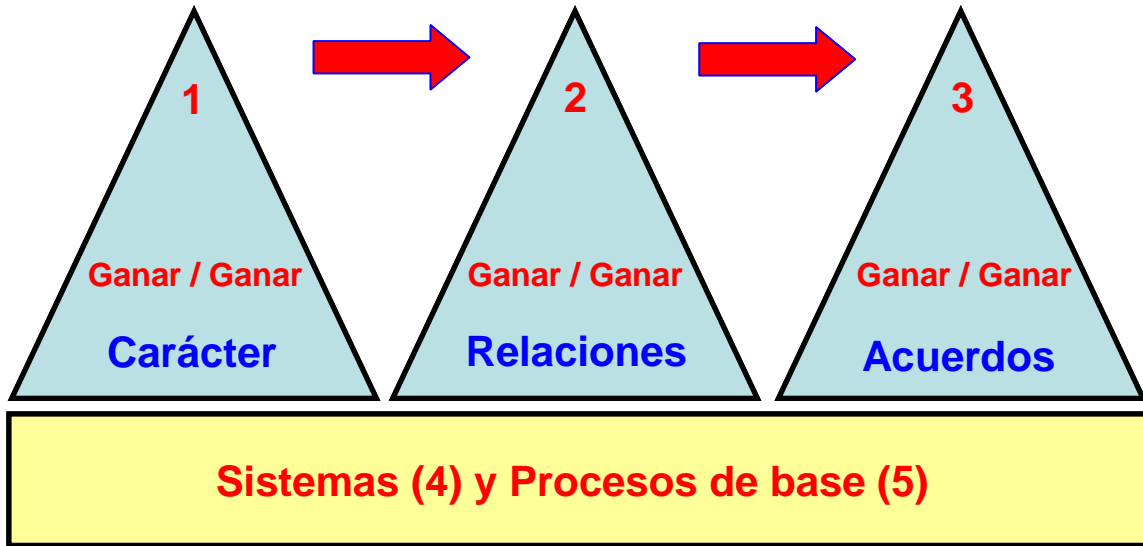 1
2
3
Ganar / Ganar
Ganar / Ganar
Ganar / Ganar
Carácter
Relaciones
Acuerdos
Sistemas (4) y Procesos de base (5)